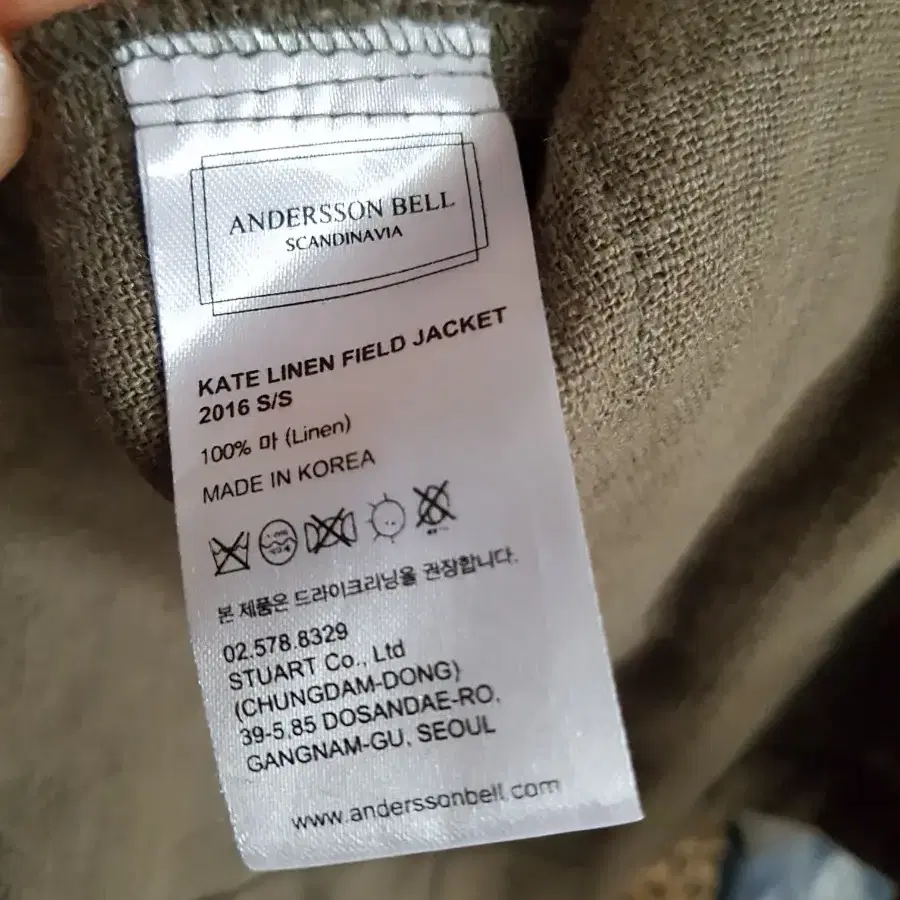 ANDERSSON BELL
SCANDINAVIA
KATE LINEN FIELD JACKET
2016 S/S
100% 마 (Linen)
MADE IN KOREA
본 제품은 드라이크리닝을 권장합니다.
02.578.8329
STUART Co., Ltd
(CHUNGDAM-DONG)
39-5,85 DOSANDAE-RO,
GANGNAM-GU, SEOUL
www.anderssonbell.com